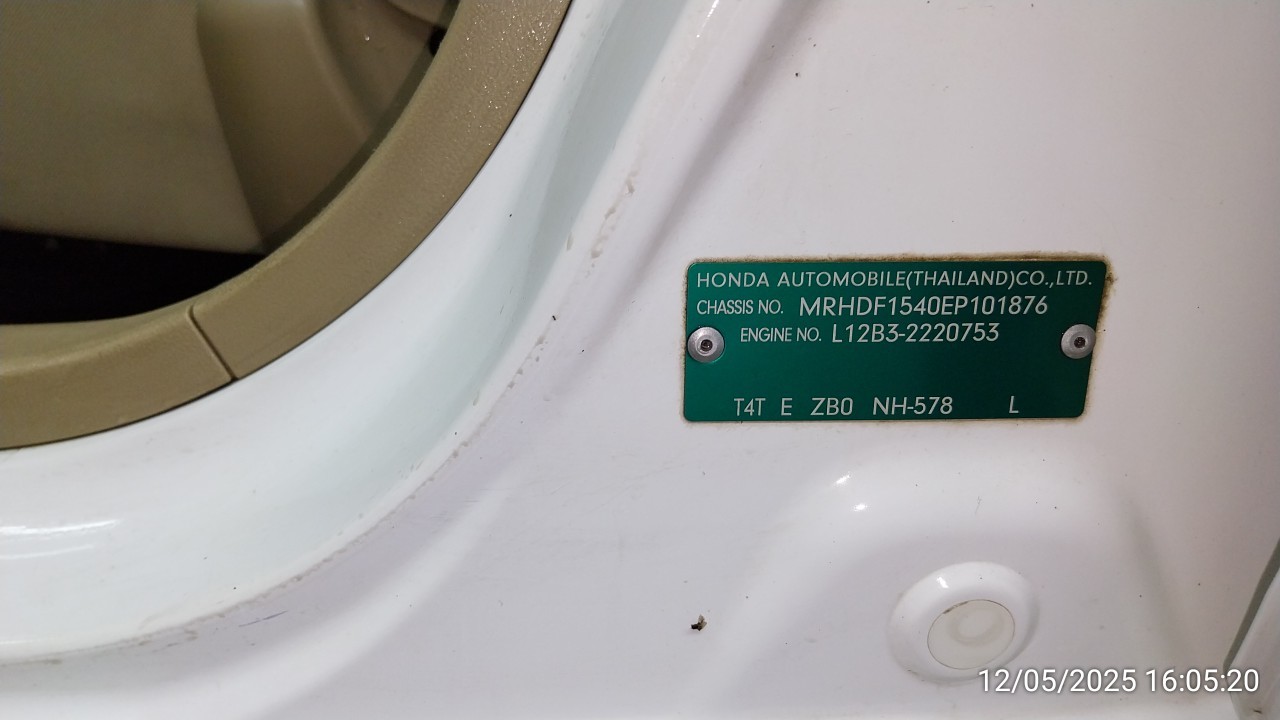 HONDA AUTOMOBILE(THAILAND)CO.,LTD.
CHASSIS NO. MRHDF1540EP101876
ENGINE NO. L12B3-2220753
T4T E ZB0 NH-578 L
12/05/2025 16:05:20